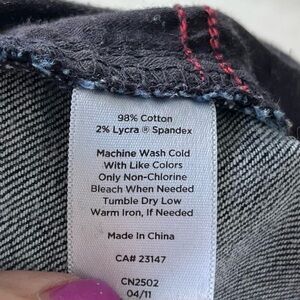 98% Cotton
2% Lycra ® Spandex
Machine Wash Cold
With Like Colors
Only Non-Chlorine
Bleach When Needed
Tumble Dry Low
Warm Iron, If Needed
Made in China
CA# 23147
CN2502
04/11